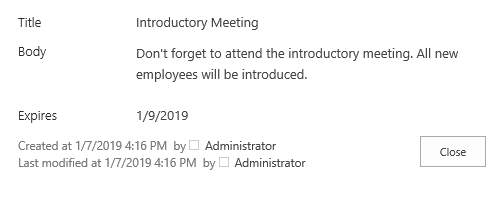 Title Introductory Meeting
Body Don't forget to attend the introductory meeting. All new
employees will be introduced.
Expires 1/9/2019
Created at 1/7/2019 4:16 PM by Administrator
Last modified at 1/7/2019 4:16 PM by Administrator
Close